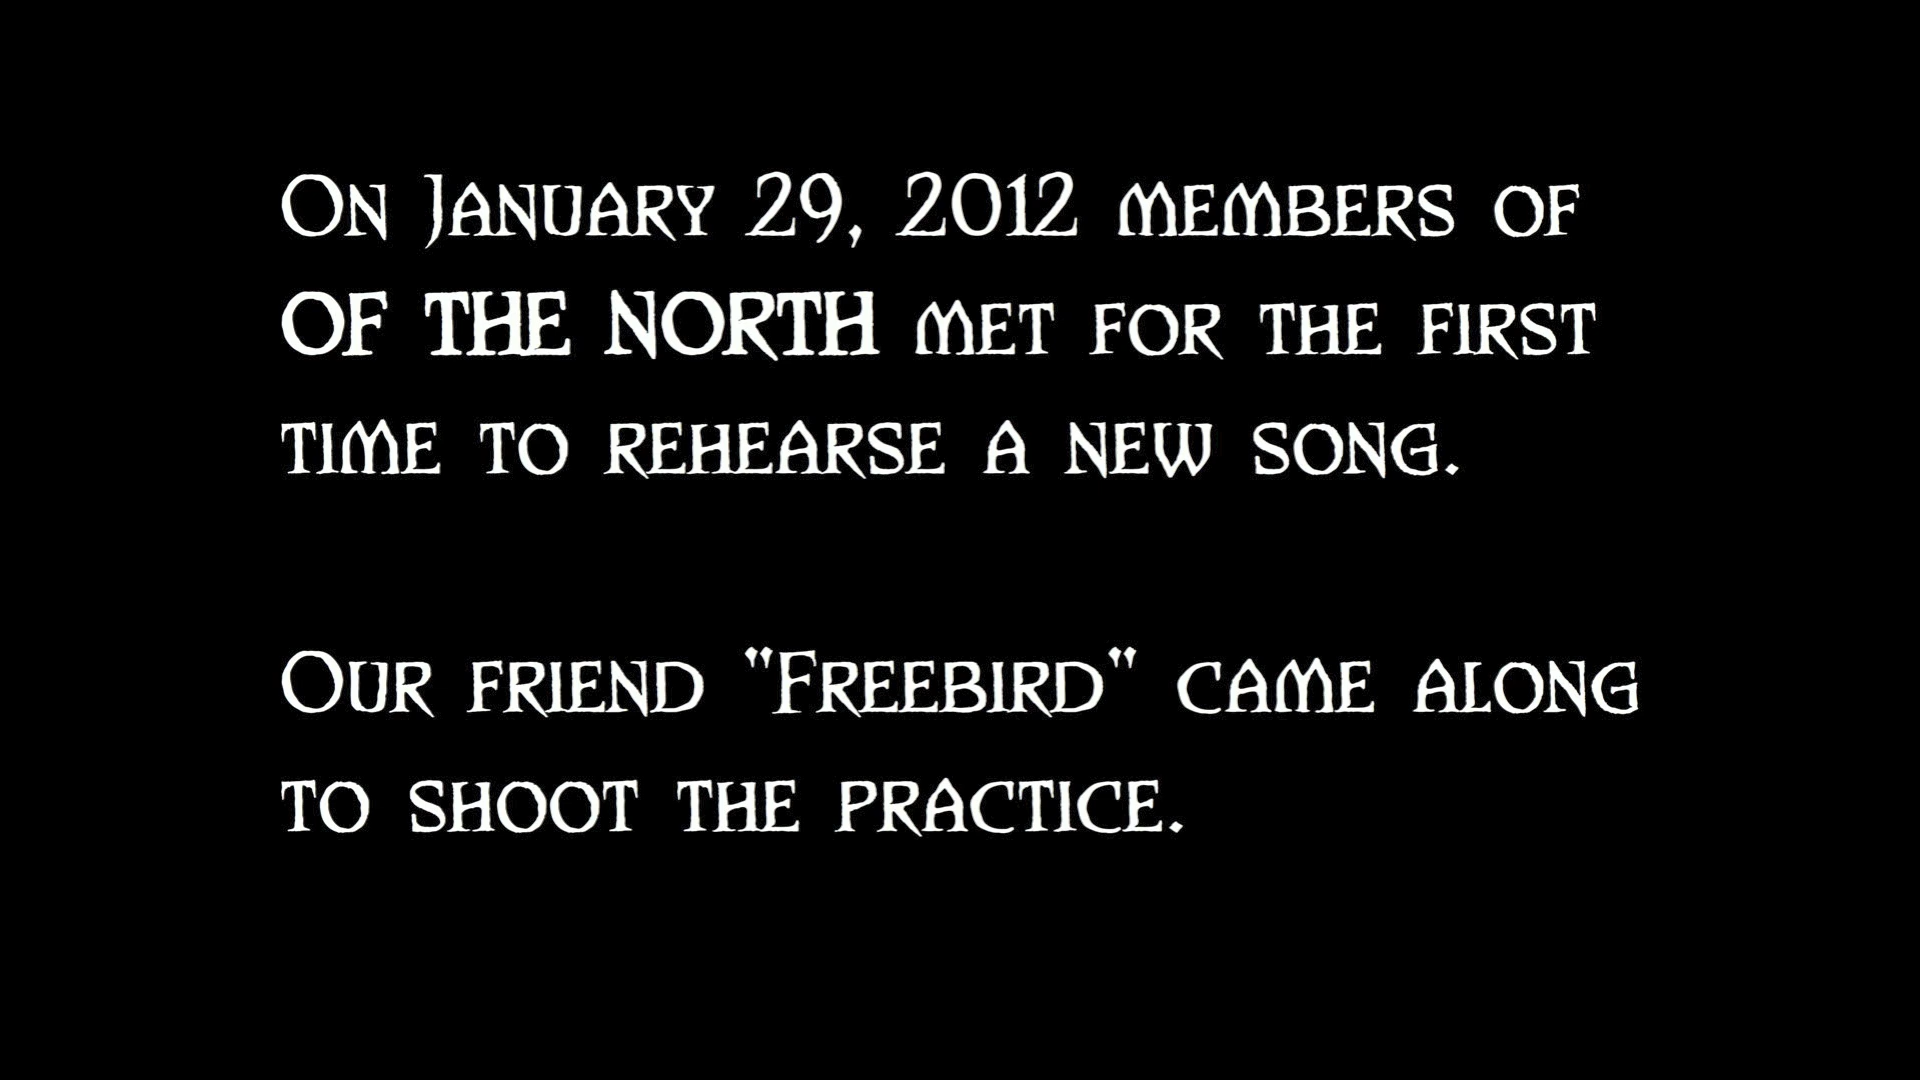 On January 29, 2012 members of
OF THE NORTH met for the first
time to rehearse a new song.
Our friend "Freebird" came along
to shoot the practice.